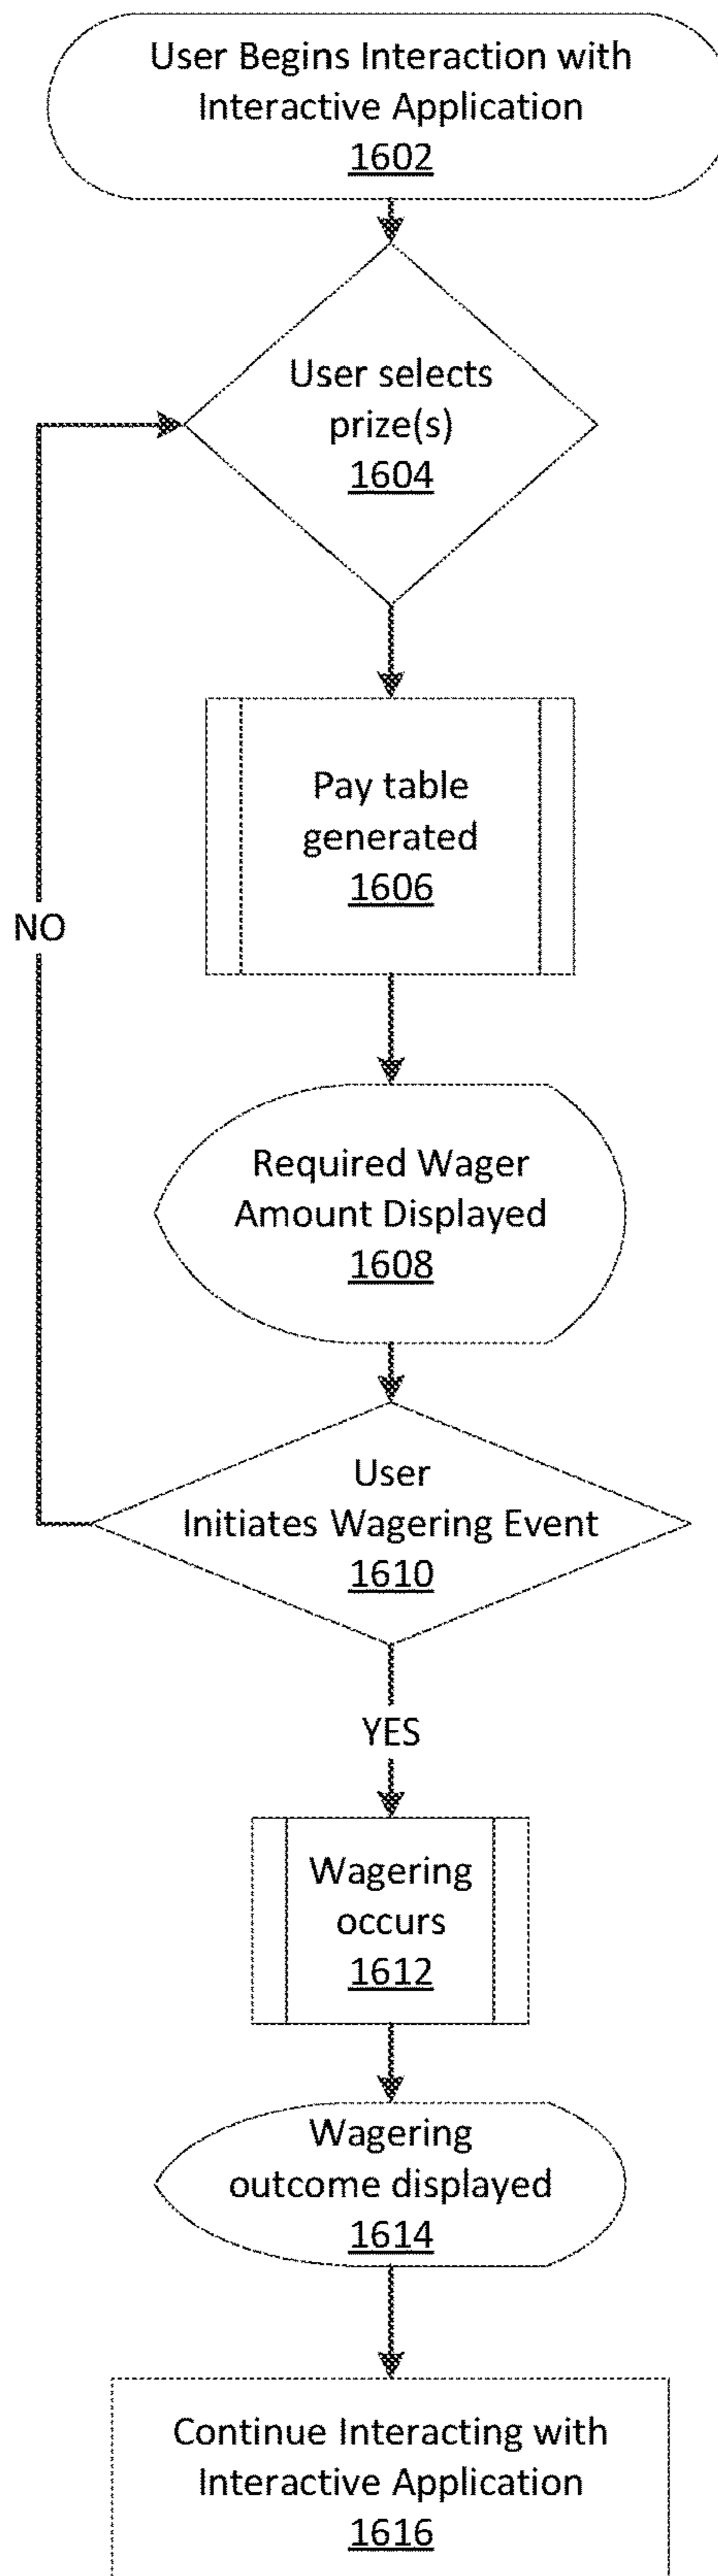 User Begins Interaction with
Interactive Application
1602
User selects
prize(s)
1604
Pay table
generated
1606
NO
Required Wager
Amount Displayed
1608
User
Initiates Wagering Event
1610
YES
Wagering
occurs
1612
Wagering
outcome displayed
1614
Continue Interacting with
Interactive Application
1616